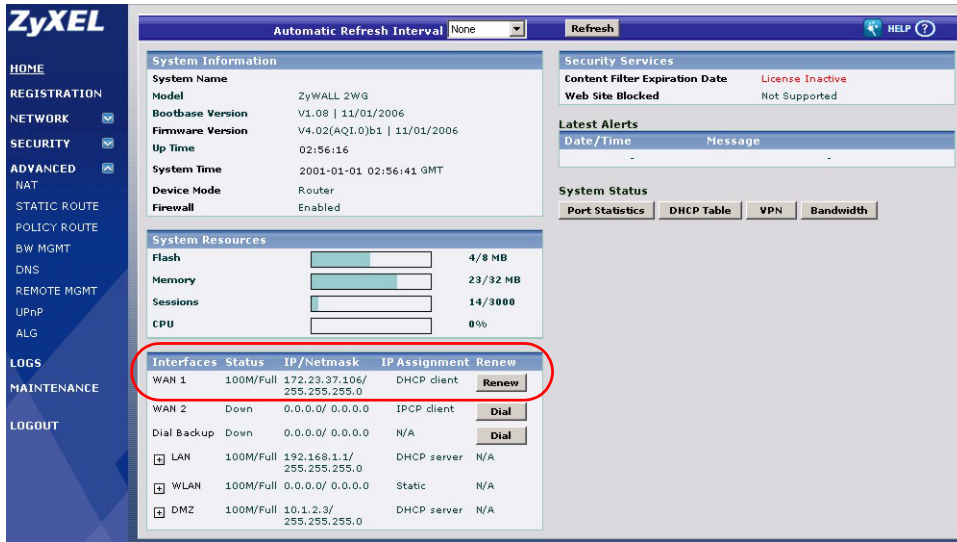 ZyXEL
HOME
REGISTRATION
NETWORK
SECURITY
ADVANCED
NAT
STATIC ROUTE
POLICY ROUTE
BW MGMT
DNS
REMOTE MGMT
UPnP
ALG
LOGS
MAINTENANCE
LOGOUT
Automatic Refresh Interval None Refresh HELP ?
System Information
System Name
Model ZyWALL 2WG
Bootbase Version V1.08 | 11/01/2006
Firmware Version V4.02(AQI.0)b1 | 11/01/2006
Up Time 02:56:16
System Time 2001-01-01 02:56:41 GMT
Device Mode Router
Firewall Enabled
System Resources
Flash 4/8 MB
Memory 23/32 MB
Sessions 14/3000
CPU 0%
Interfaces Status IP/Netmask IP Assignment Renew
WAN 1 100M/Full 172.23.37.106/ DHCP client Renew
255.255.255.0
WAN 2 Down 0.0.0.0/ 0.0.0.0 IPCP client Dial
Dial Backup Down 0.0.0.0/ 0.0.0.0 N/A Dial
+ LAN 100M/Full 192.168.1.1/ DHCP server N/A
255.255.255.0
+ WLAN 100M/Full 0.0.0.0/ 0.0.0.0 Static N/A
+ DMZ 100M/Full 10.1.2.3/ DHCP server N/A
255.255.255.0
Security Services
Content Filter Expiration Date License Inactive
Web Site Blocked Not Supported
Latest Alerts
Date/Time Message
- -
System Status
Port Statistics DHCP Table VPN Bandwidth